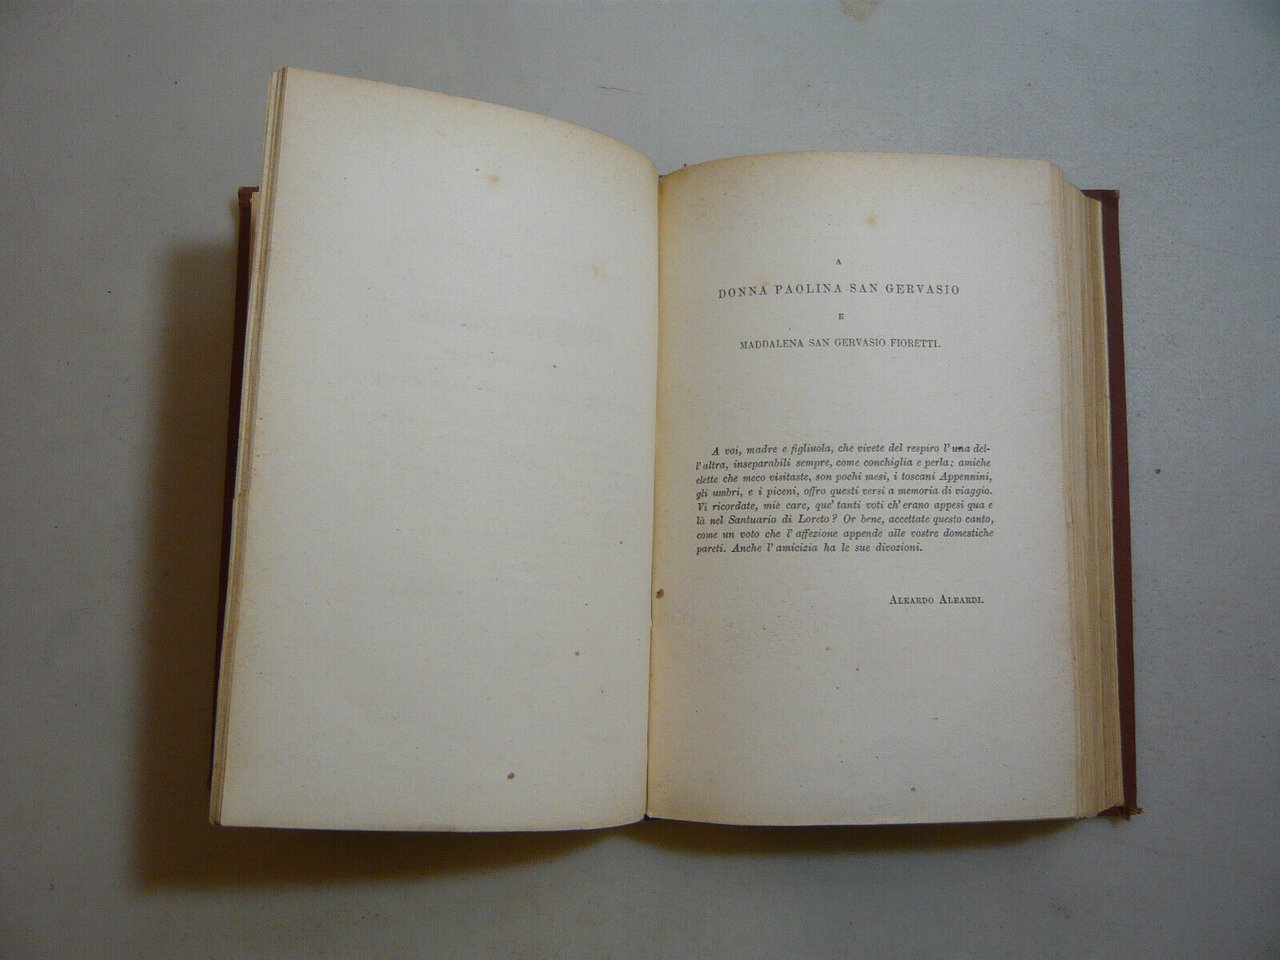 A
DONNA PAOLINA SAN GERVASIO
E
MADDALENA SAN GERVASIO FIORETTI.
A voi, madre e figliuola, che vivete del respiro l'una del-
l'altra, inseparabili sempre, come conchiglia e perla; amiche
elette che meco visitaste, son pochi mesi, i toscani Appennini,
gli umbri, e i piceni, offro questi versi a memoria di viaggio.
Vi ricordate, mie care, que' tanti voti ch'erano appesi qua e
là nel Santuario di Loreto? Or bene, accettate questo canto,
come un voto che l'affezione appende alle vostre domestiche
pareti. Anche l'amicizia ha le sue divozioni.
ALEARDO ALEARDI.